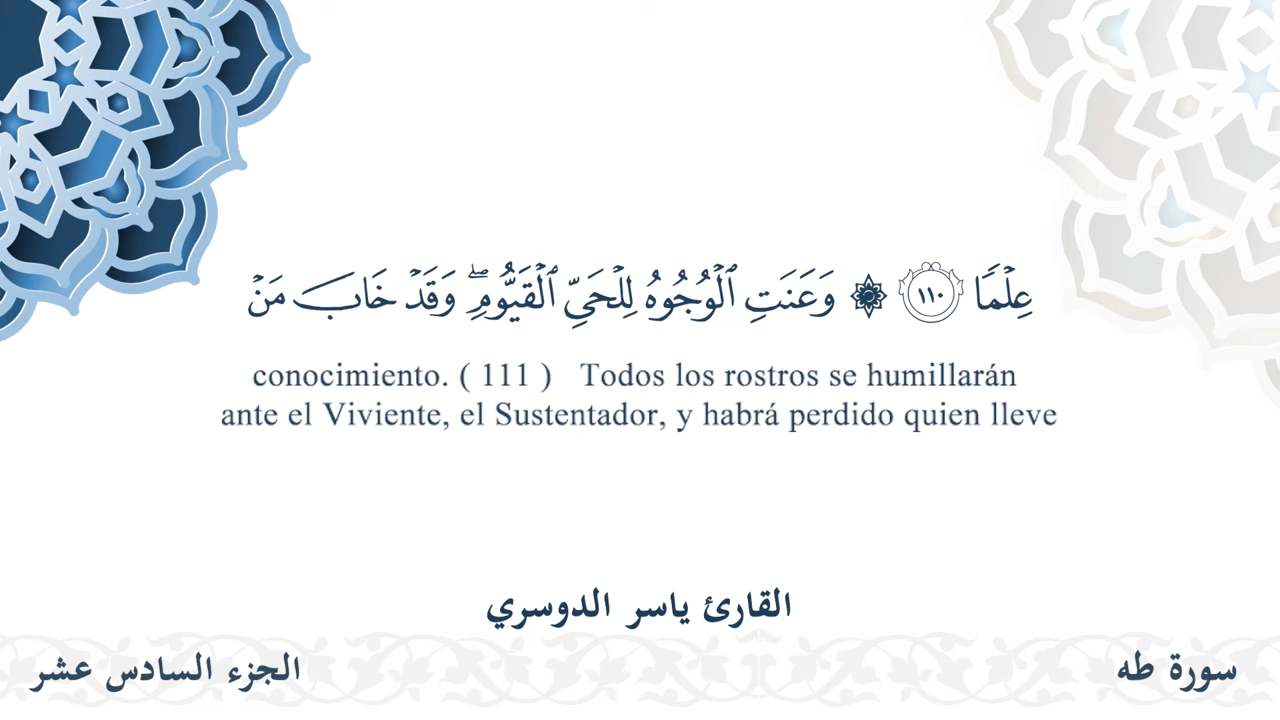 عِلْمًا ١١٠ ۞ وَعَنَتِ ٱلْوُجُوهُ لِلْحَىِّ ٱلْقَيُّومِ ۖ وَقَدْ خَابَ مَنْ
conocimiento. ( 111 ) Todos los rostros se humillarán
ante el Viviente, el Sustentador, y habrá perdido quien lleve
القارئ ياسر الدوسري
سورة طه
الجزء السادس عشر